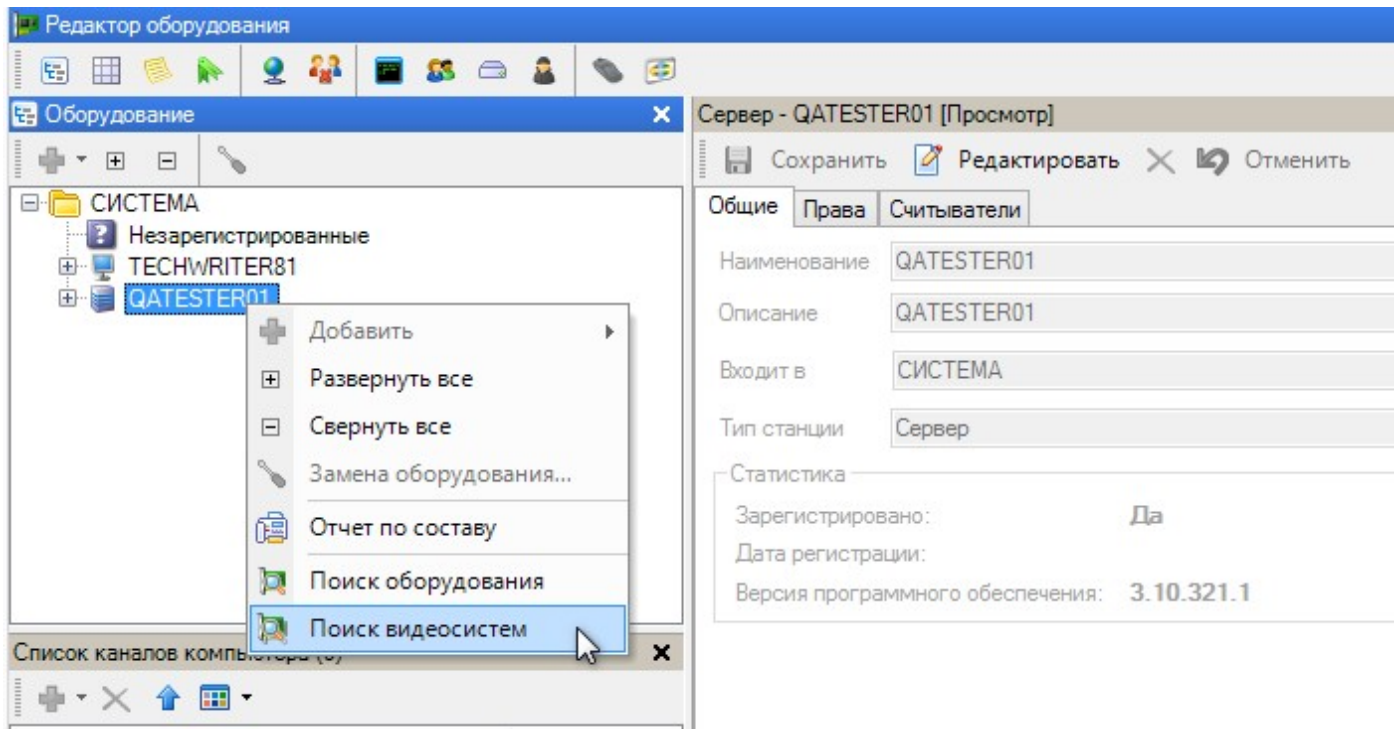 Редактор оборудования
Оборудование
СИСТЕМА
Незарегистрированные
TECHWRITER81
QATESTER01
Добавить
Развернуть все
Свернуть все
Замена оборудования...
Отчет по составу
Поиск оборудования
Поиск видеосистем
Список каналов
Сервер - QATESTER01 [Просмотр]
Сохранить Редактировать Отменить
Общие Права Считыватели
Наименование QATESTER01
Описание QATESTER01
Входит в СИСТЕМА
Тип станции Сервер
Статистика
Зарегистрировано: Да
Дата регистрации:
Версия программного обеспечения: 3.10.321.1